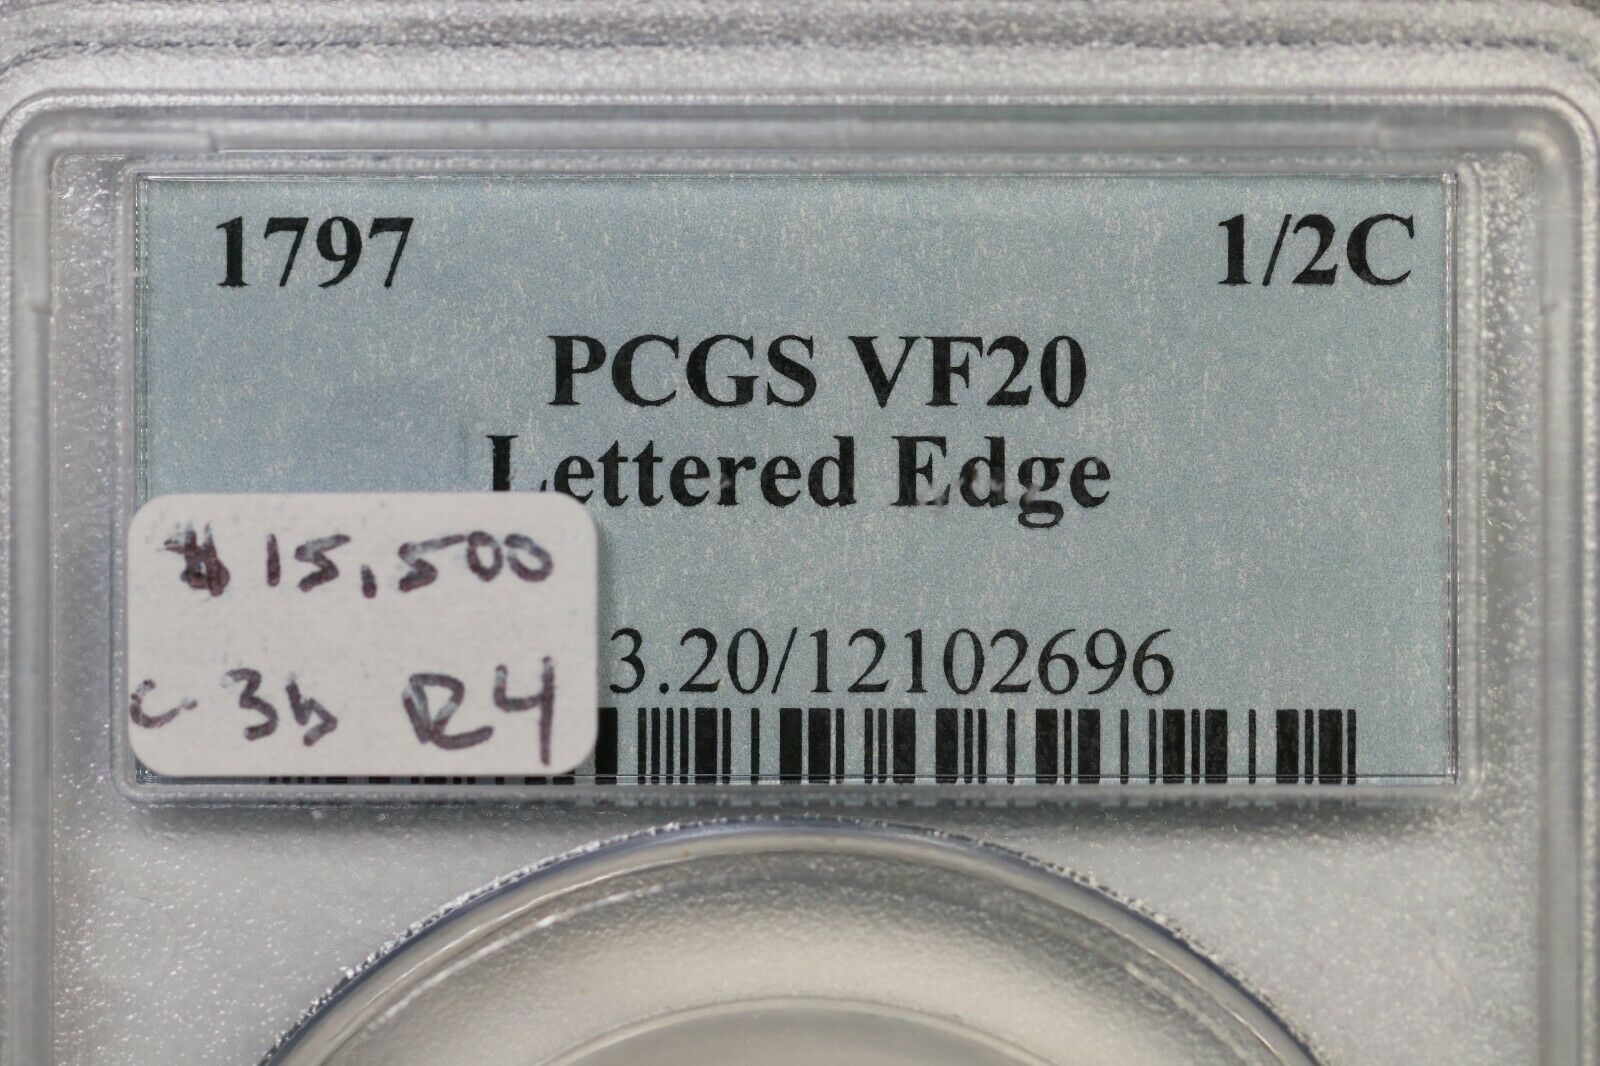 1797 1/2C
PCGS VF20
Lettered Edge
3.20/12102696
$15,500
C-3b R4